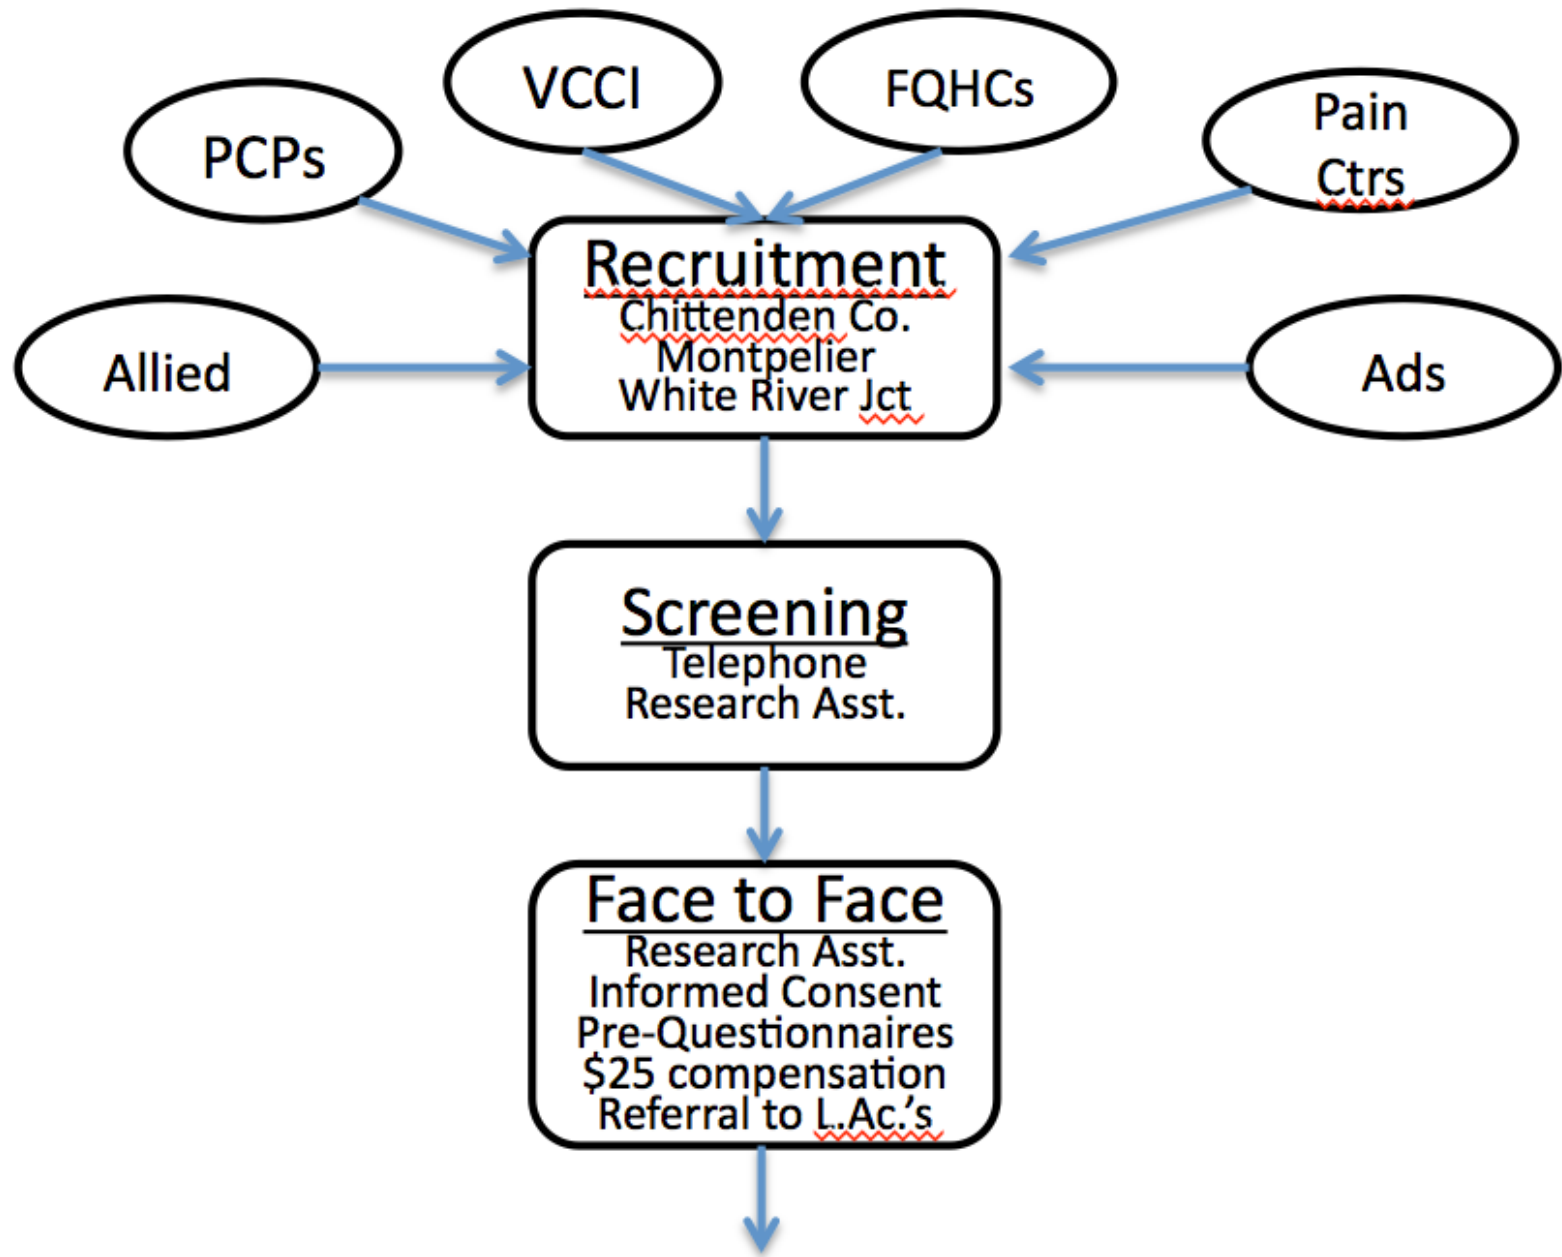 VCCI
FQHCs
PCPs
Pain
Ctrs
Allied
Ads
Recruitment
Chittenden Co.
Montpelier
White River Jct
Screening
Telephone
Research Asst.
Face to Face
Research Asst.
Informed Consent
Pre-Questionnaires
$25 compensation
Referral to L.Ac.’s